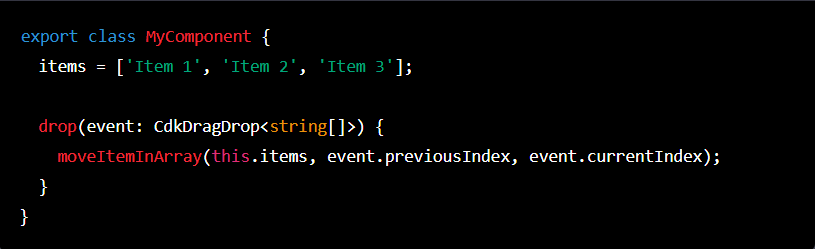 export class MyComponent {
  items = ['Item 1', 'Item 2', 'Item 3'];
  drop(event: CdkDragDrop<string[]>) {
    moveItemInArray(this.items, event.previousIndex, event.currentIndex);
  }
}